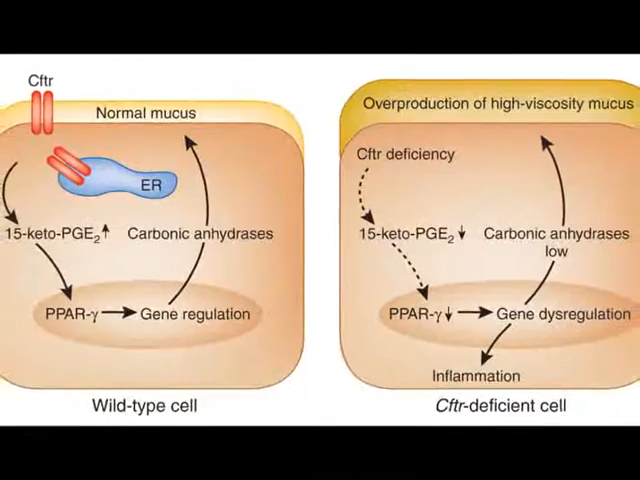 Cftr
Normal mucus
ER
15-keto-PGE₂
Carbonic anhydrases
PPAR-γ
Gene regulation
Wild-type cell
Overproduction of high-viscosity mucus
Cftr deficiency
15-keto-PGE₂
Carbonic anhydrases
low
PPAR-γ
Gene dysregulation
Inflammation
Cftr-deficient cell